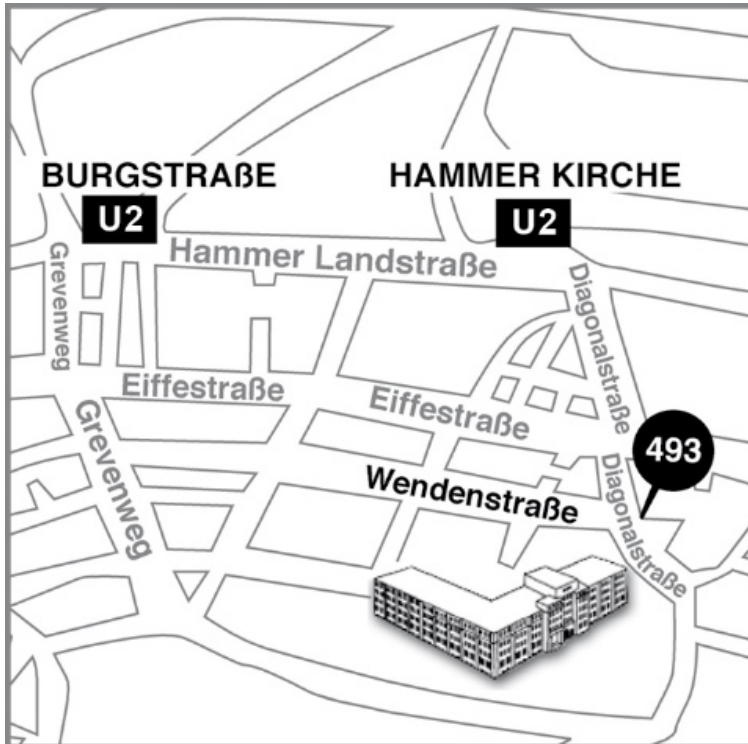 BURGSTRAßE
U2
HAMMER KIRCHE
U2
Hammer Landstraße
Grevenweg
Diagonalstraße
Eiffestraße
Eiffestraße
Grevenweg
493
Diagonalstraße
Wendenstraße